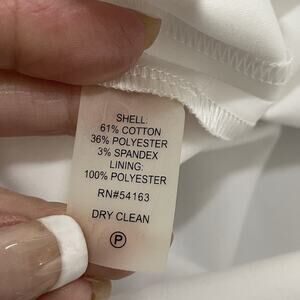 SHELL:
61% COTTON
36% POLYESTER
3% SPANDEX
LINING:
100% POLYESTER
RN#54163
DRY CLEAN
P